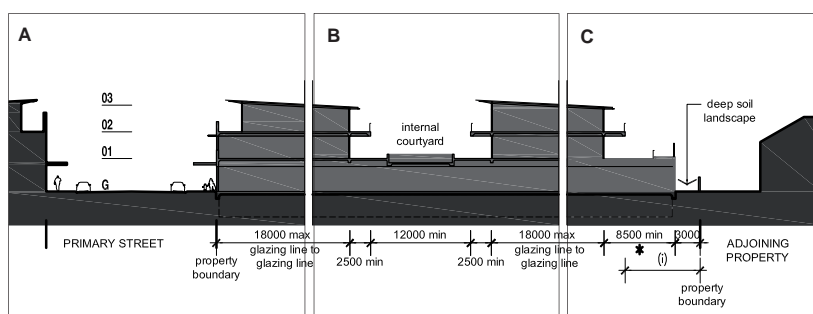 A
B
C
03
02
01
G
internal
courtyard
deep soil
landscape
PRIMARY STREET
property
boundary
18000 max
glazing line to
glazing line
2500 min
12000 min
2500 min
18000 max
glazing line to
glazing line
8500 min
3000
(i)
ADJOINING
PROPERTY
property
boundary